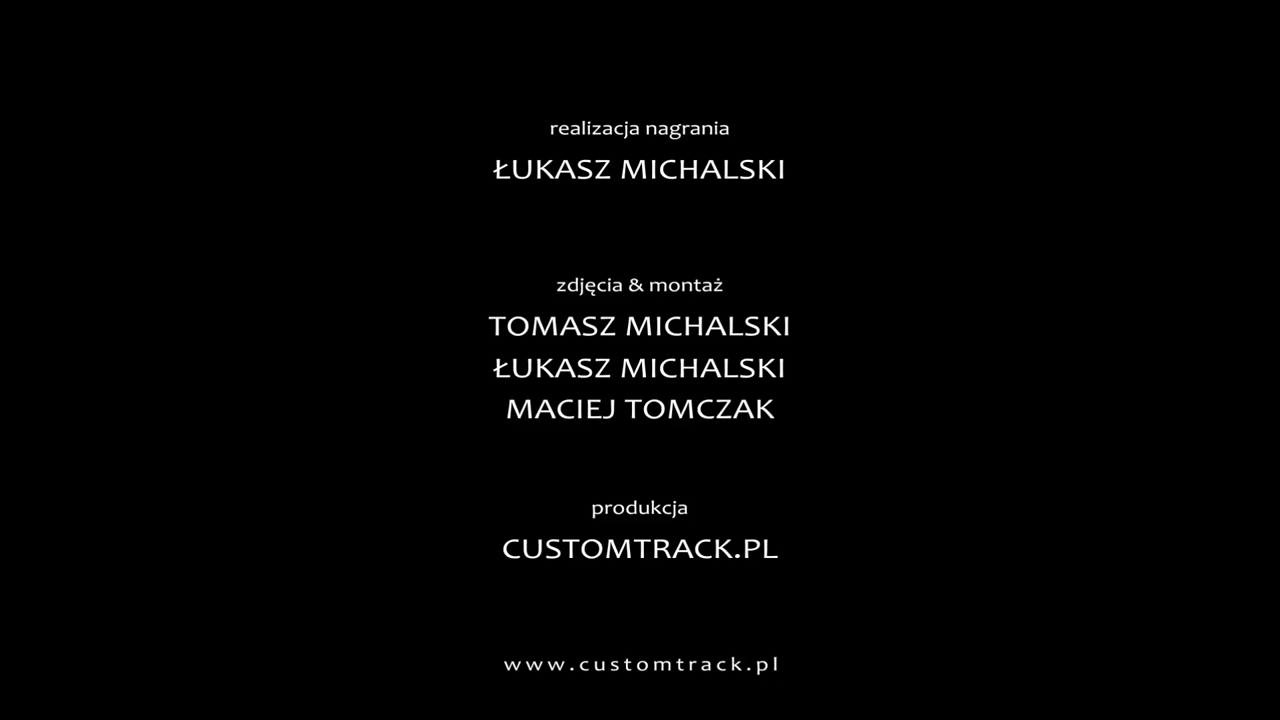 realizacja nagrania
ŁUKASZ MICHALSKI
zdjęcia & montaż
TOMASZ MICHALSKI
ŁUKASZ MICHALSKI
MACIEJ TOMCZAK
produkcja
CUSTOMTRACK.PL
www.customtrack.pl